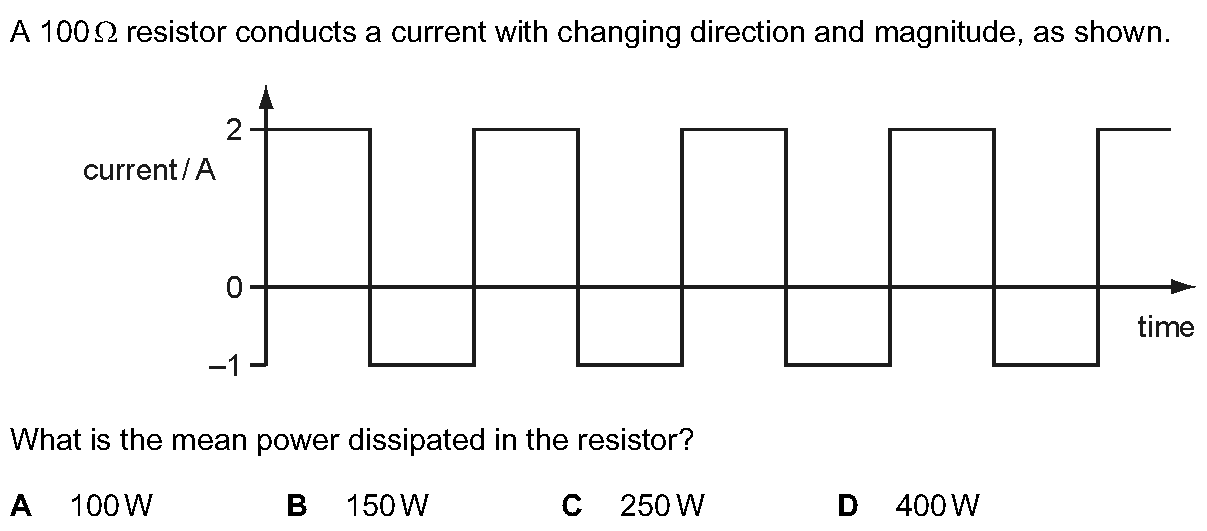 A 100 Ω resistor conducts a current with changing direction and magnitude, as shown.
2
current / A
0
time
–1
What is the mean power dissipated in the resistor?
A 100 W B 150 W C 250 W D 400 W